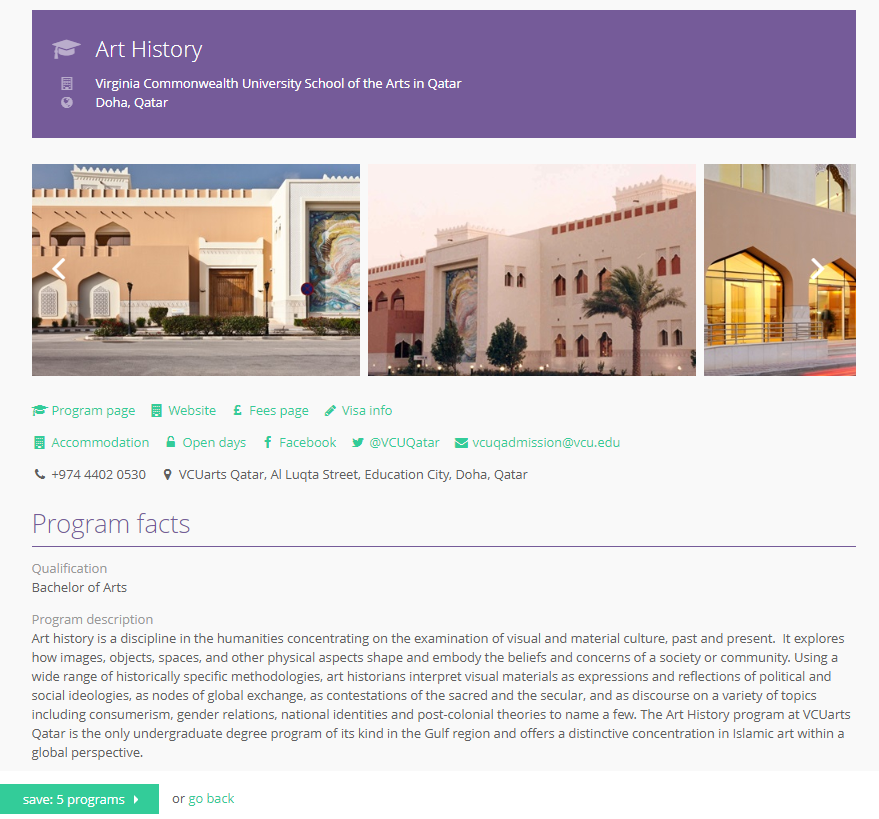 Art History
Virginia Commonwealth University School of the Arts in Qatar
Doha, Qatar
Program page Website £ Fees page Visa info
Accommodation Open days Facebook @VCUQatar vcuqadmission@vcu.edu
+974 4402 0530 VCUarts Qatar, Al Luqta Street, Education City, Doha, Qatar
Program facts
Qualification
Bachelor of Arts
Program description
Art history is a discipline in the humanities concentrating on the examination of visual and material culture, past and present.  It explores
how images, objects, spaces, and other physical aspects shape and embody the beliefs and concerns of a society or community. Using a
wide range of historically specific methodologies, art historians interpret visual materials as expressions and reflections of political and
social ideologies, as nodes of global exchange, as contestations of the sacred and the secular, and as discourse on a variety of topics
including consumerism, gender relations, national identities and post-colonial theories to name a few. The Art History program at VCUarts
Qatar is the only undergraduate degree program of its kind in the Gulf region and offers a distinctive concentration in Islamic art within a
global perspective.
save: 5 programs or go back